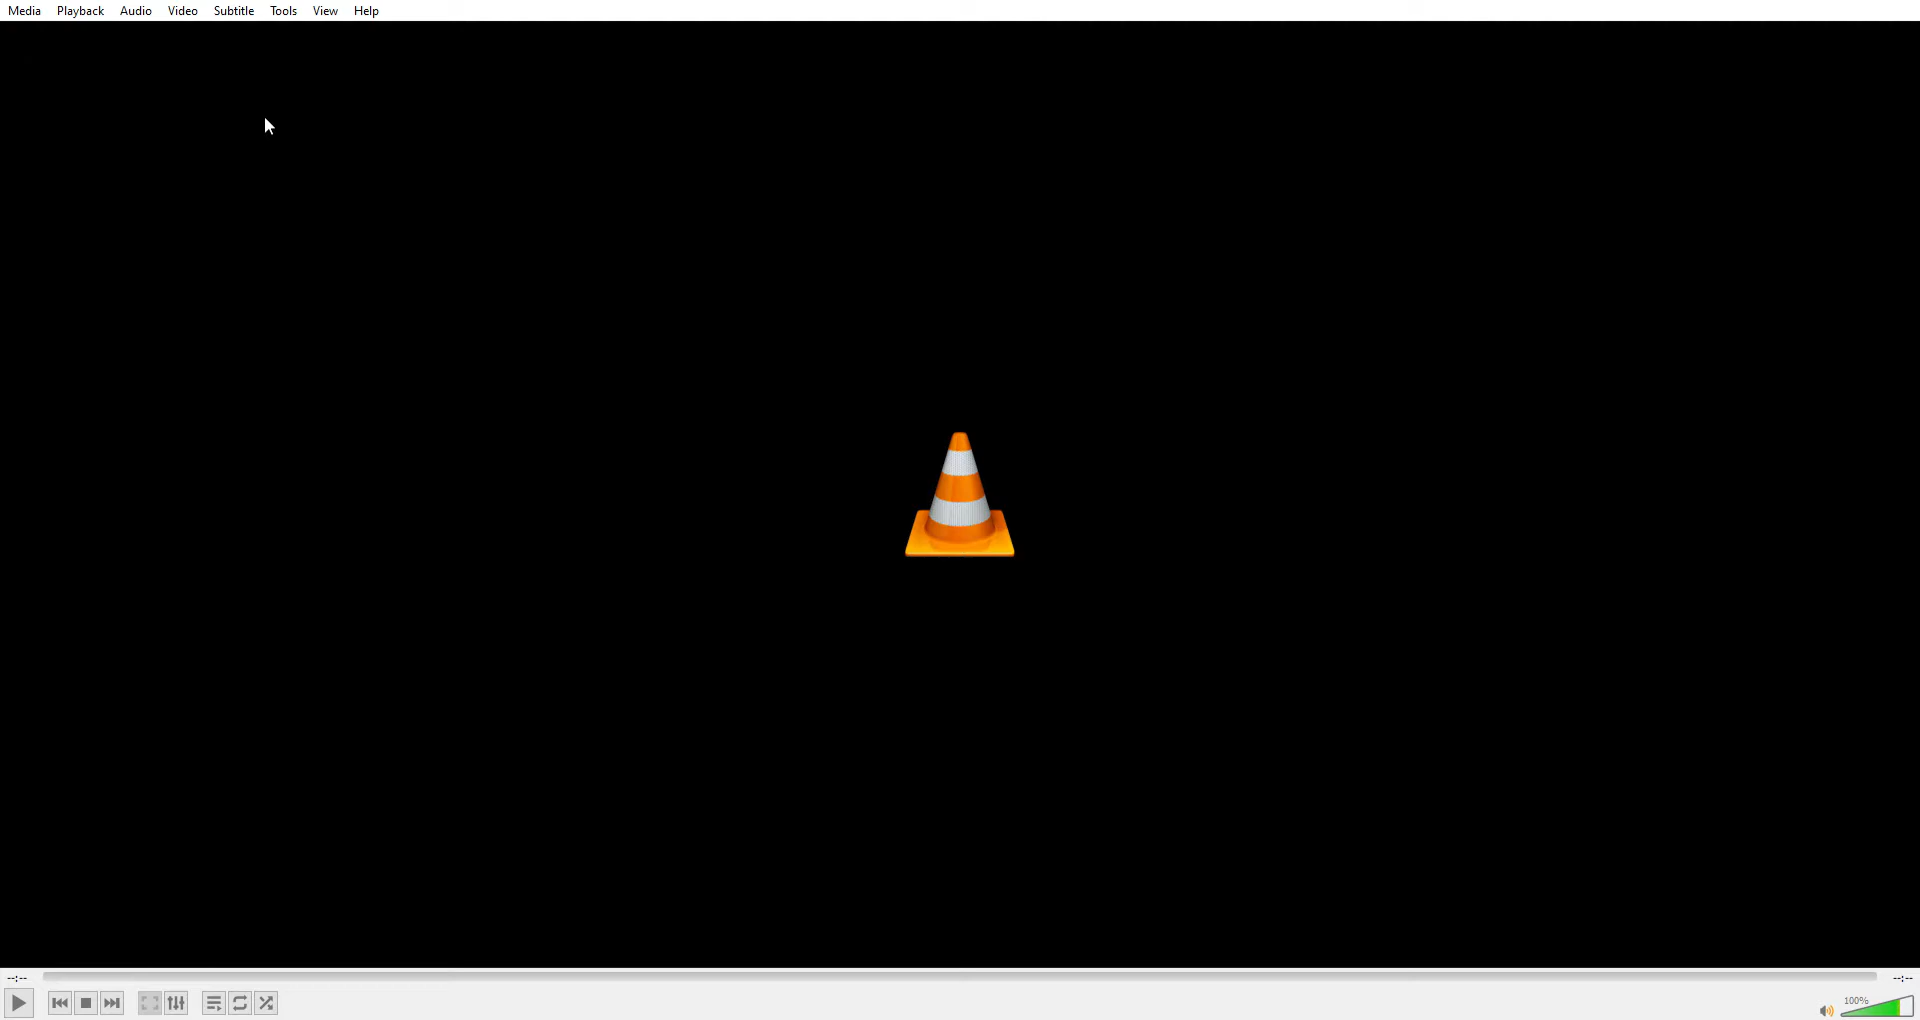 Media Playback Audio Video Subtitle Tools View Help
--:-- --:--
100%